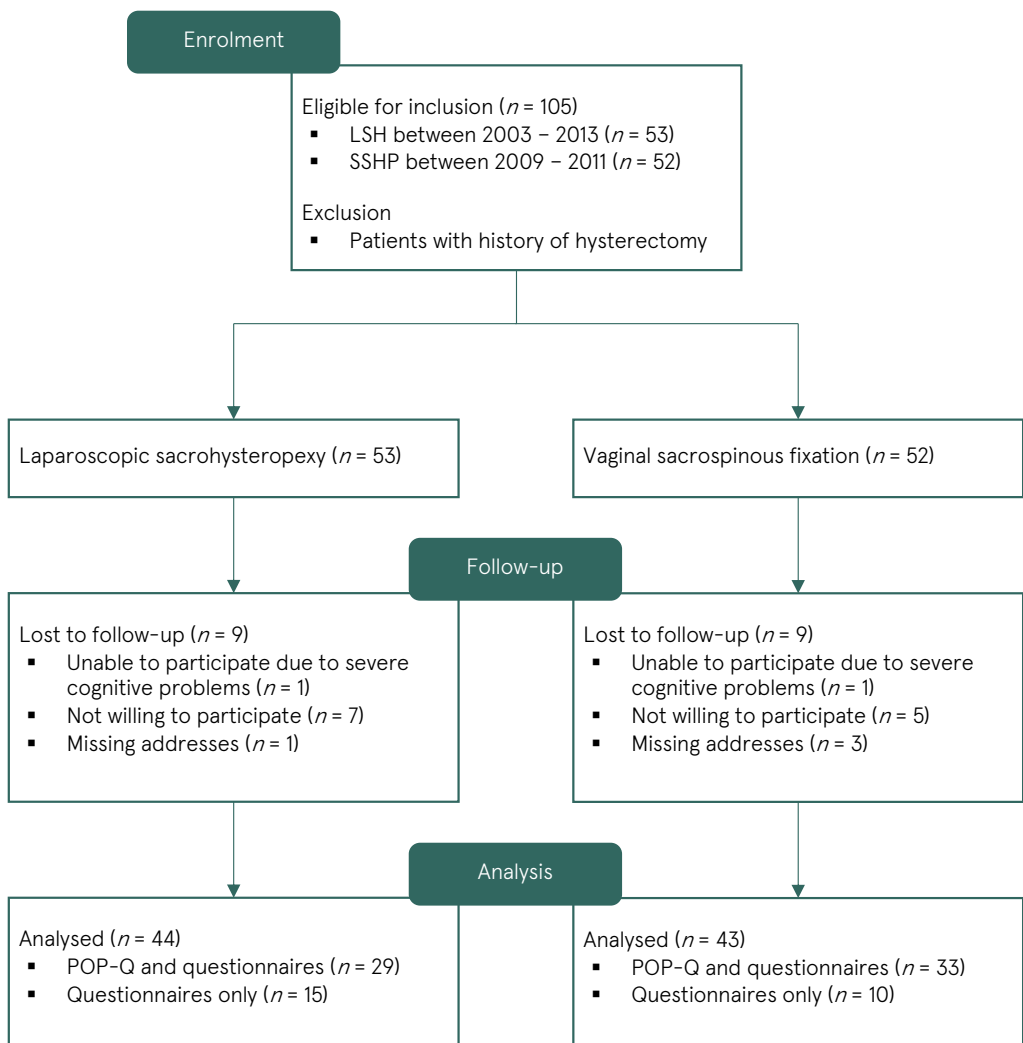 Enrolment
Eligible for inclusion (n = 105)
▪ LSH between 2003 – 2013 (n = 53)
▪ SSHP between 2009 – 2011 (n = 52)
Exclusion
▪ Patients with history of hysterectomy
Laparoscopic sacrohysteropexy (n = 53)
Vaginal sacrospinous fixation (n = 52)
Follow-up
Lost to follow-up (n = 9)
▪ Unable to participate due to severe
cognitive problems (n = 1)
▪ Not willing to participate (n = 7)
▪ Missing addresses (n = 1)
Lost to follow-up (n = 9)
▪ Unable to participate due to severe
cognitive problems (n = 1)
▪ Not willing to participate (n = 5)
▪ Missing addresses (n = 3)
Analysis
Analysed (n = 44)
▪ POP-Q and questionnaires (n = 29)
▪ Questionnaires only (n = 15)
Analysed (n = 43)
▪ POP-Q and questionnaires (n = 33)
▪ Questionnaires only (n = 10)